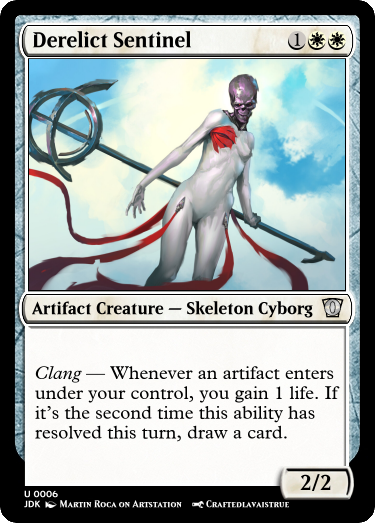 Derelict Sentinel 1
Artifact Creature — Skeleton Cyborg
Clang — Whenever an artifact enters
under your control, you gain 1 life. If
it's the second time this ability has
resolved this turn, draw a card.
2/2
U 0006
JDK Martin Roca on Artstation Craftedlavaistrue